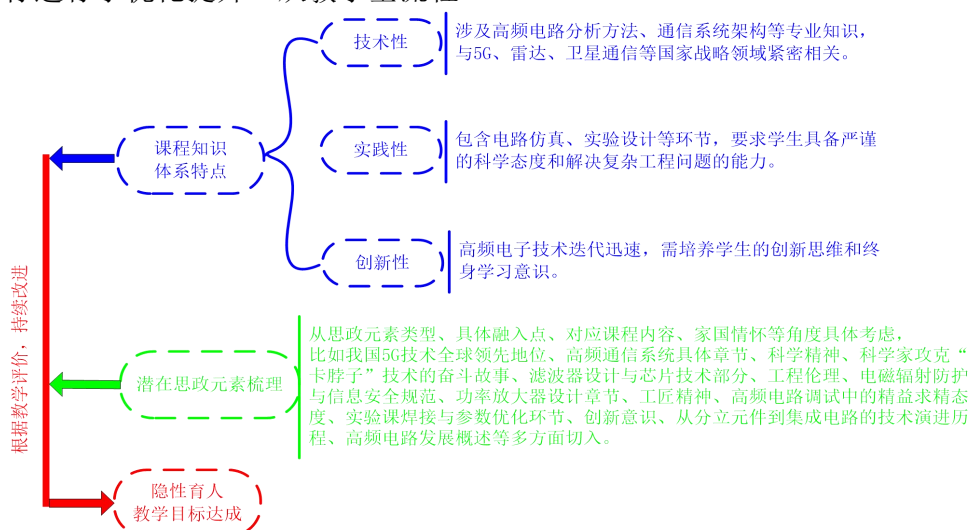 技术性
涉及高频电路分析方法、通信系统架构等专业知识，
与5G、雷达、卫星通信等国家战略领域紧密相关。
课程知识
体系特点
实践性
包含电路仿真、实验设计等环节，要求学生具备严谨
的科学态度和解决复杂工程问题的能力。
创新性
高频电子技术迭代迅速，需培养学生的创新思维和终
身学习意识。
根据教学评价，持续改进
潜在思政元素梳理
从思政元素类型、具体融入点、对应课程内容、家国情怀等角度具体考虑，
比如我国5G技术全球领先地位、高频通信系统具体章节、科学精神、科学家攻克“
卡脖子”技术的奋斗故事、滤波器设计与芯片技术部分、工程伦理、电磁辐射防护
与信息安全规范、功率放大器设计章节、工匠精神、高频电路调试中的精益求精态
度、实验课焊接与参数优化环节、创新意识、从分立元件到集成电路的技术演进历
程、高频电路发展概述等多方面切入。
隐性育人
教学目标达成